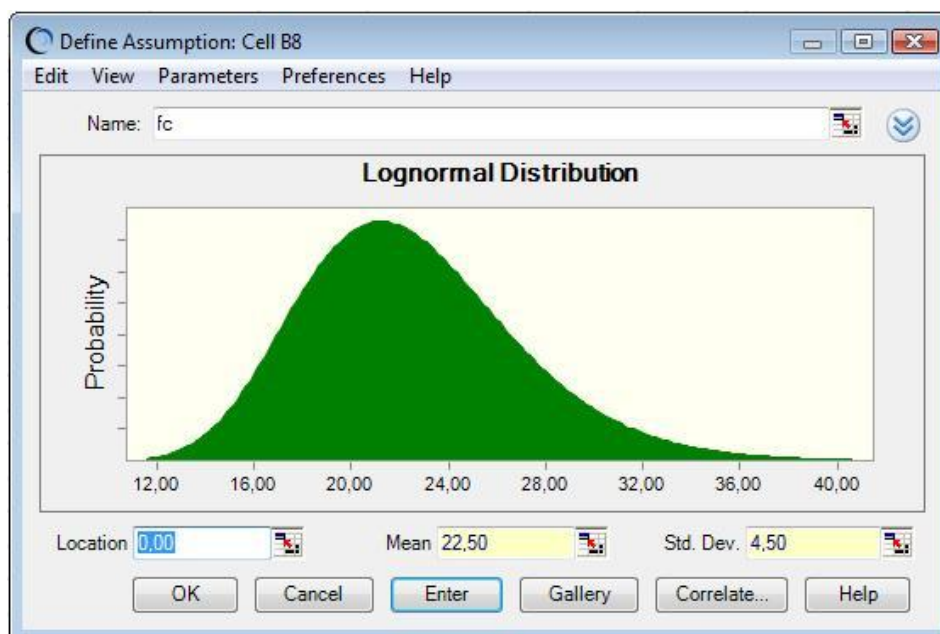 Define Assumption: Cell B8
Edit View Parameters Preferences Help
Name: fc
Lognormal Distribution
Probability
12,00 16,00 20,00 24,00 28,00 32,00 36,00 40,00
Location 0,00 Mean 22,50 Std. Dev. 4,50
OK Cancel Enter Gallery Correlate... Help